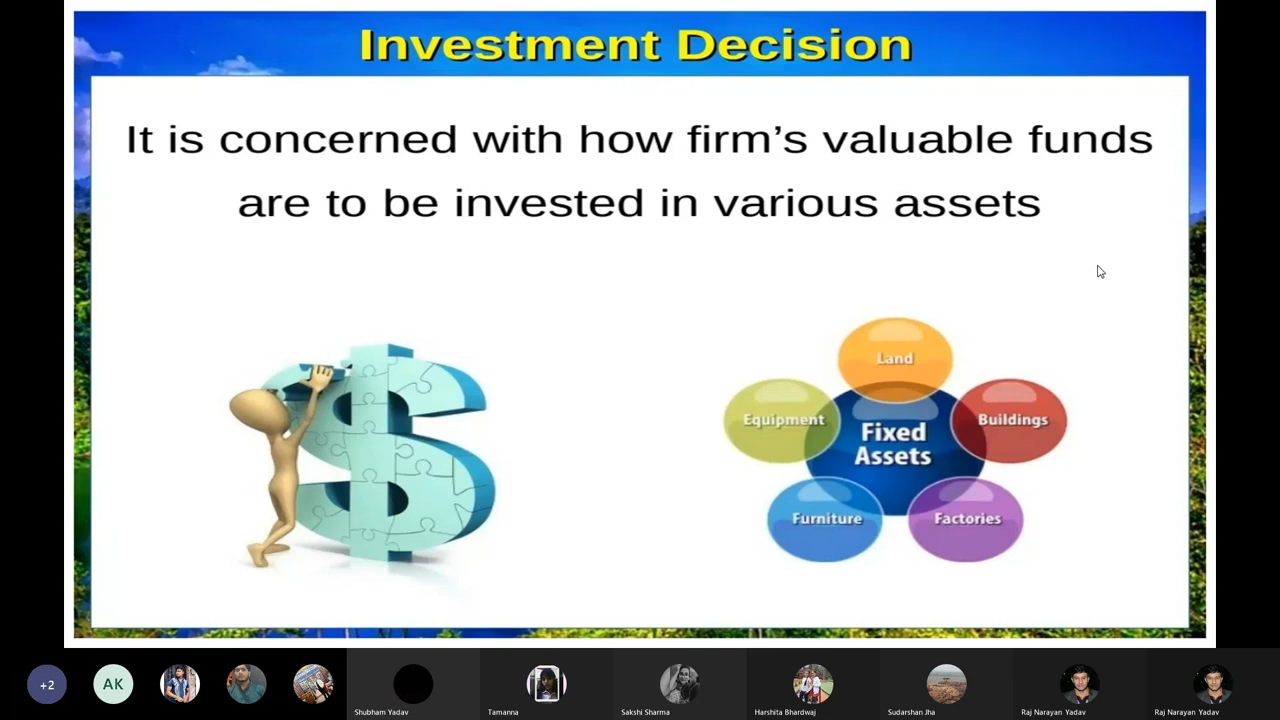 Investment Decision
It is concerned with how firm’s valuable funds
are to be invested in various assets
Land
Equipment
Buildings
Fixed
Assets
Furniture
Factories
+2
AK
Shubham Yadav
Tamanna
Sakshi Sharma
Harshita Bhardwaj
Sudarshan Jha
Raj Narayan Yadav
Raj Narayan Yadav